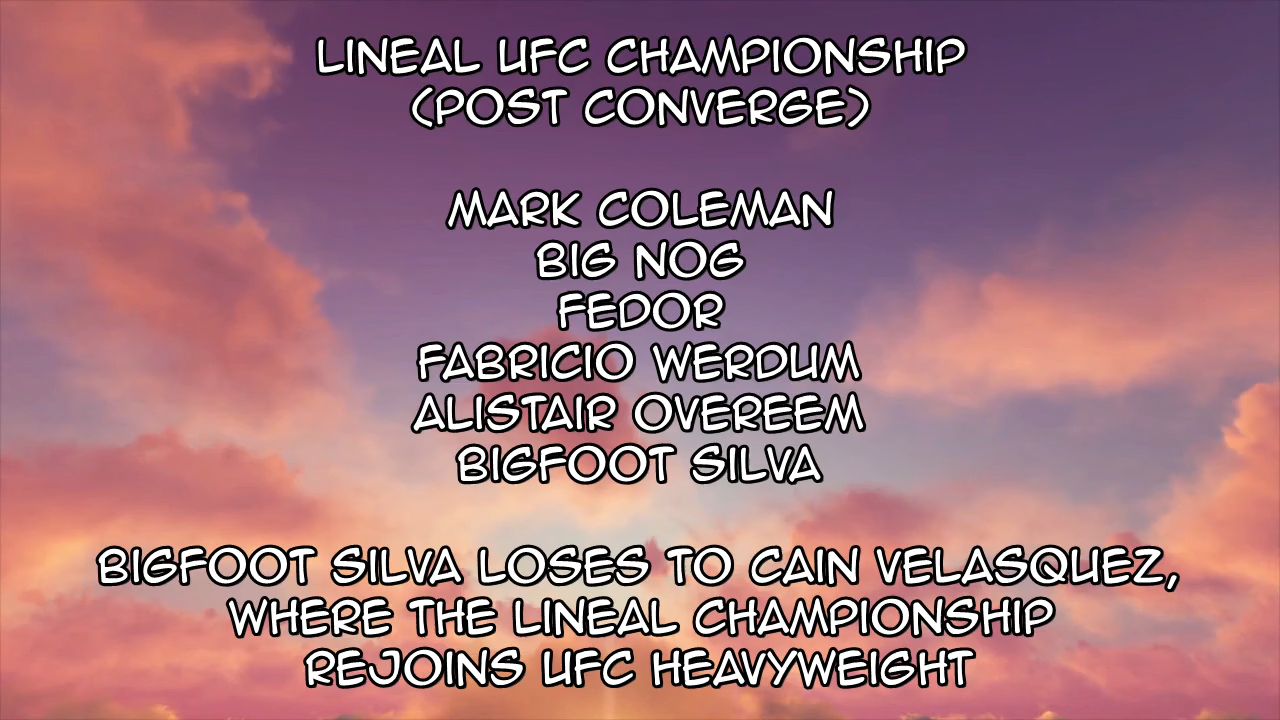 LINEAL UFC CHAMPIONSHIP
(POST CONVERGE)
MARK COLEMAN
BIG NOG
FEDOR
FABRICIO WERDUM
ALISTAIR OVEREEM
BIGFOOT SILVA
BIGFOOT SILVA LOSES TO CAIN VELASQUEZ,
WHERE THE LINEAL CHAMPIONSHIP
REJOINS UFC HEAVYWEIGHT